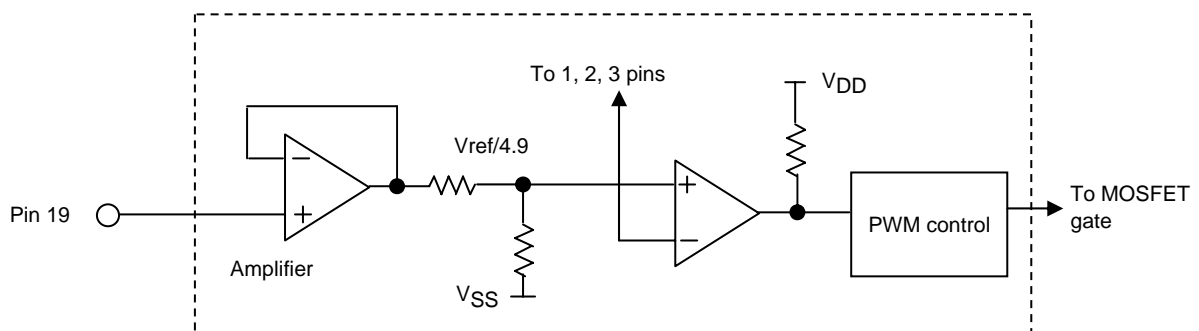 To 1, 2, 3 pins
VDD
Vref/4.9
−
+
+
−
Pin 19
Amplifier
VSS
PWM control
To MOSFET
gate